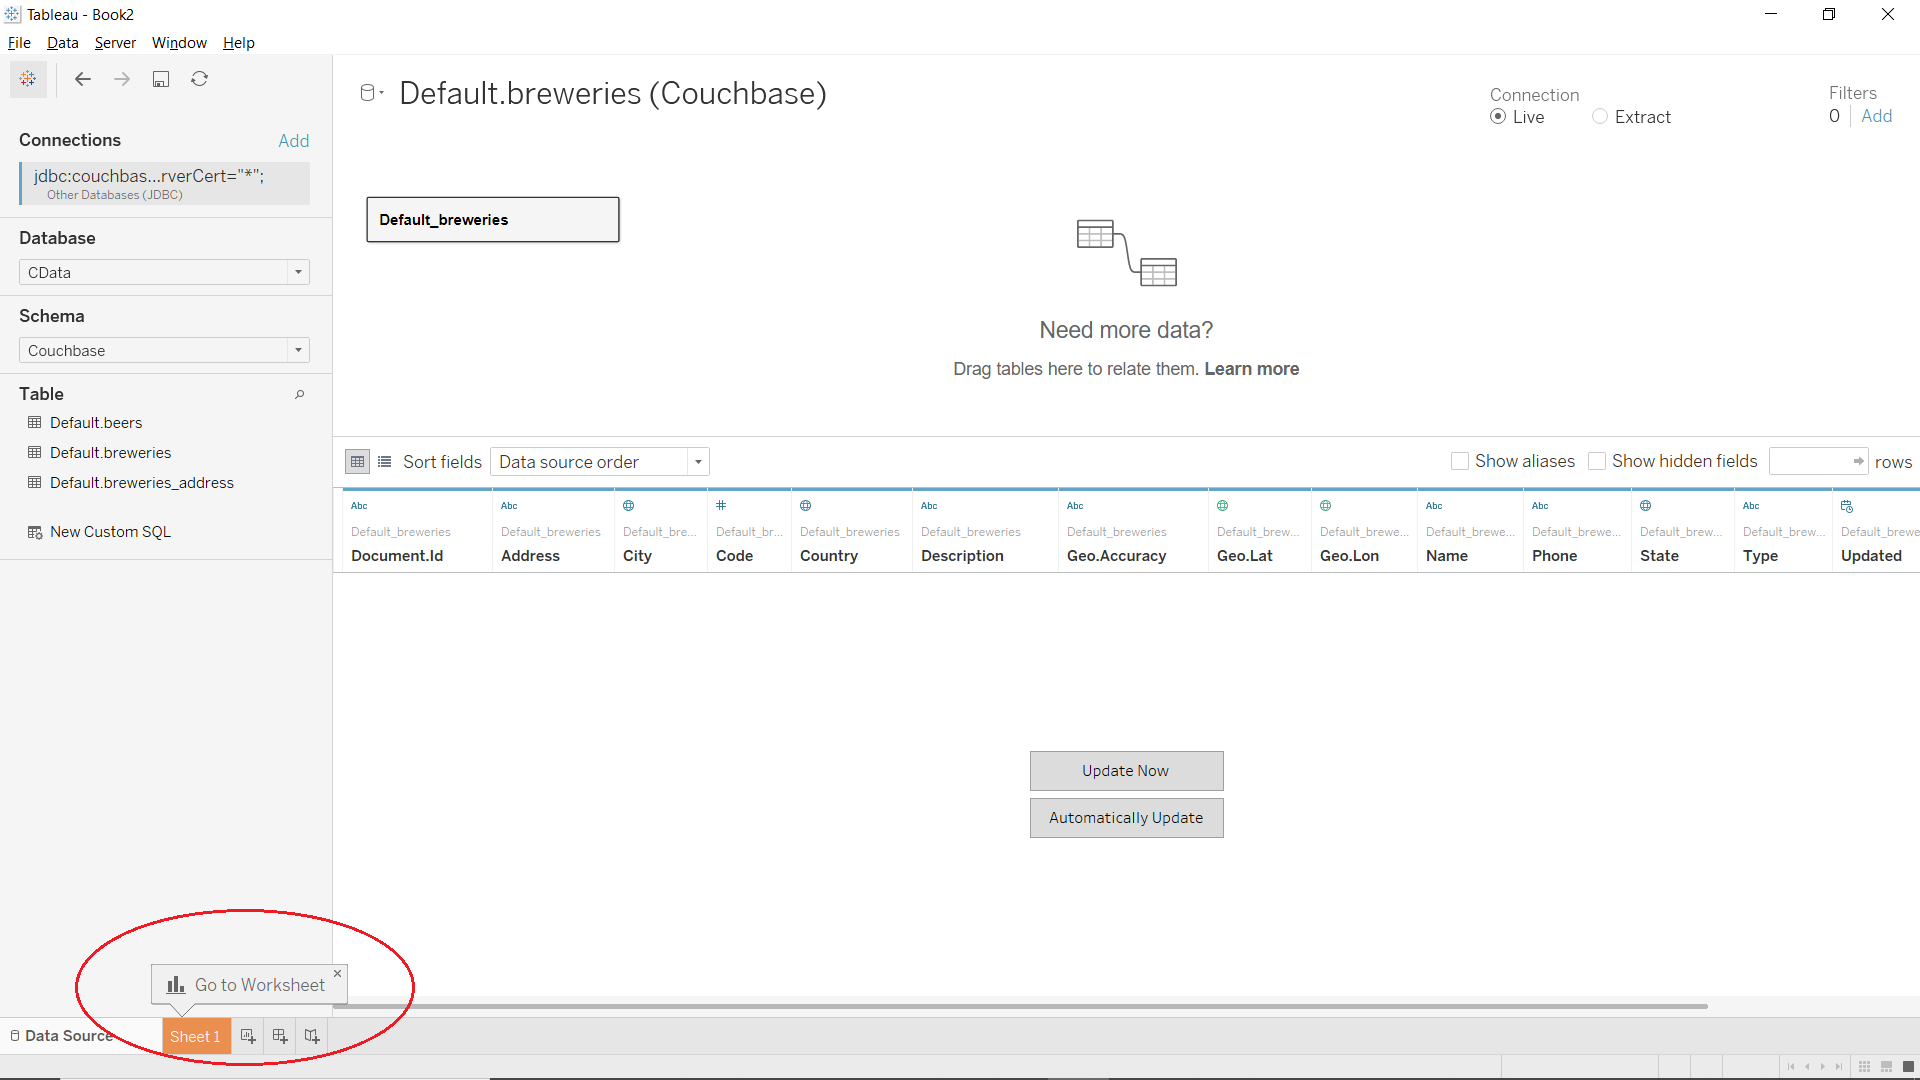 Tableau - Book2
File Data Server Window Help
Connections Add
jdbc:couchbas...rverCert="*";
Other Databases (JDBC)
Database
CData
Schema
Couchbase
Table
Default.beers
Default.breweries
Default.breweries_address
New Custom SQL
Default.breweries (Couchbase)
Connection
Live Extract
Filters
0 Add
Default_breweries
Need more data?
Drag tables here to relate them. Learn more
Sort fields Data source order Show aliases Show hidden fields rows
Abc Abc # Abc Abc Abc Abc Abc
Default_breweries Default_breweries Default_bre... Default_br... Default_breweries Default_breweries Default_breweries Default_brew... Default_brewe... Default_brewe... Default_brewe... Default_brew... Default_brew... Default_brewe
Document.Id Address City Code Country Description Geo.Accuracy Geo.Lat Geo.Lon Name Phone State Type Updated
Update Now
Automatically Update
Go to Worksheet
Data Source Sheet 1